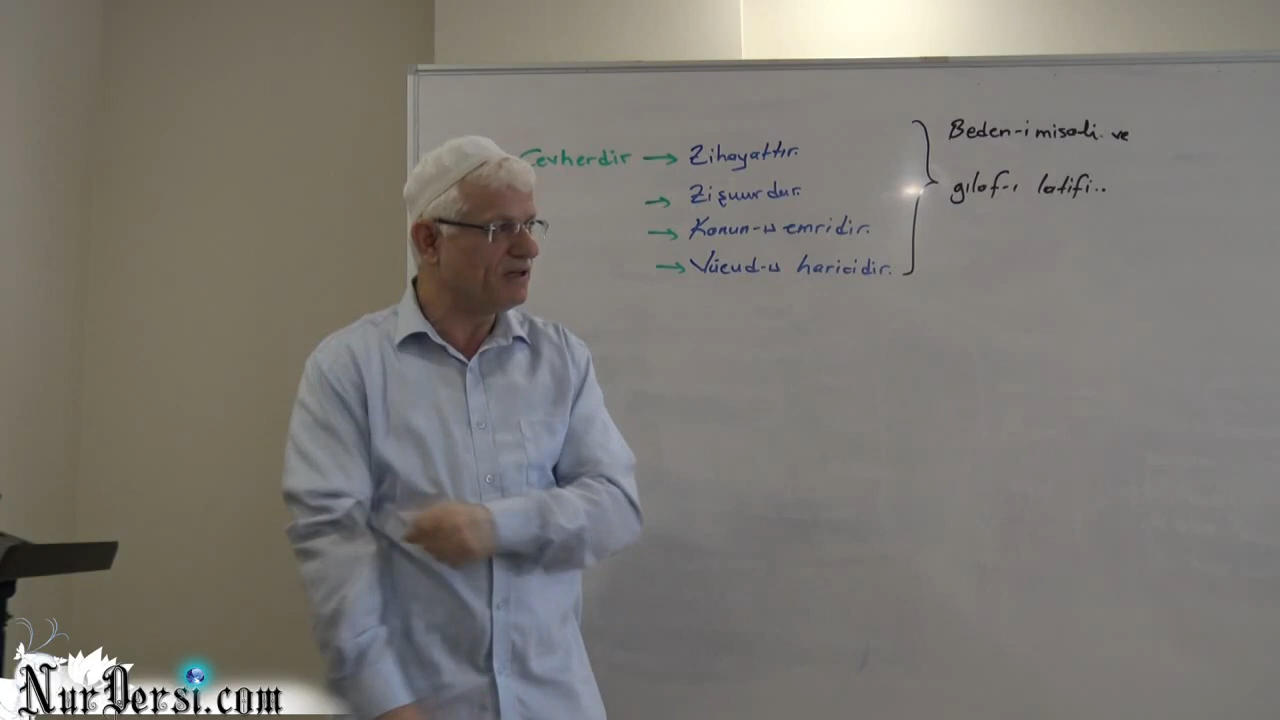 Cevherdir → Zihayattır.
→ Zişuurdur.
→ Kanun-u emridir.
→ Vücud-u haricidir.
Beden-i misali ve
gılaf-ı latifi..
NurDersi.com